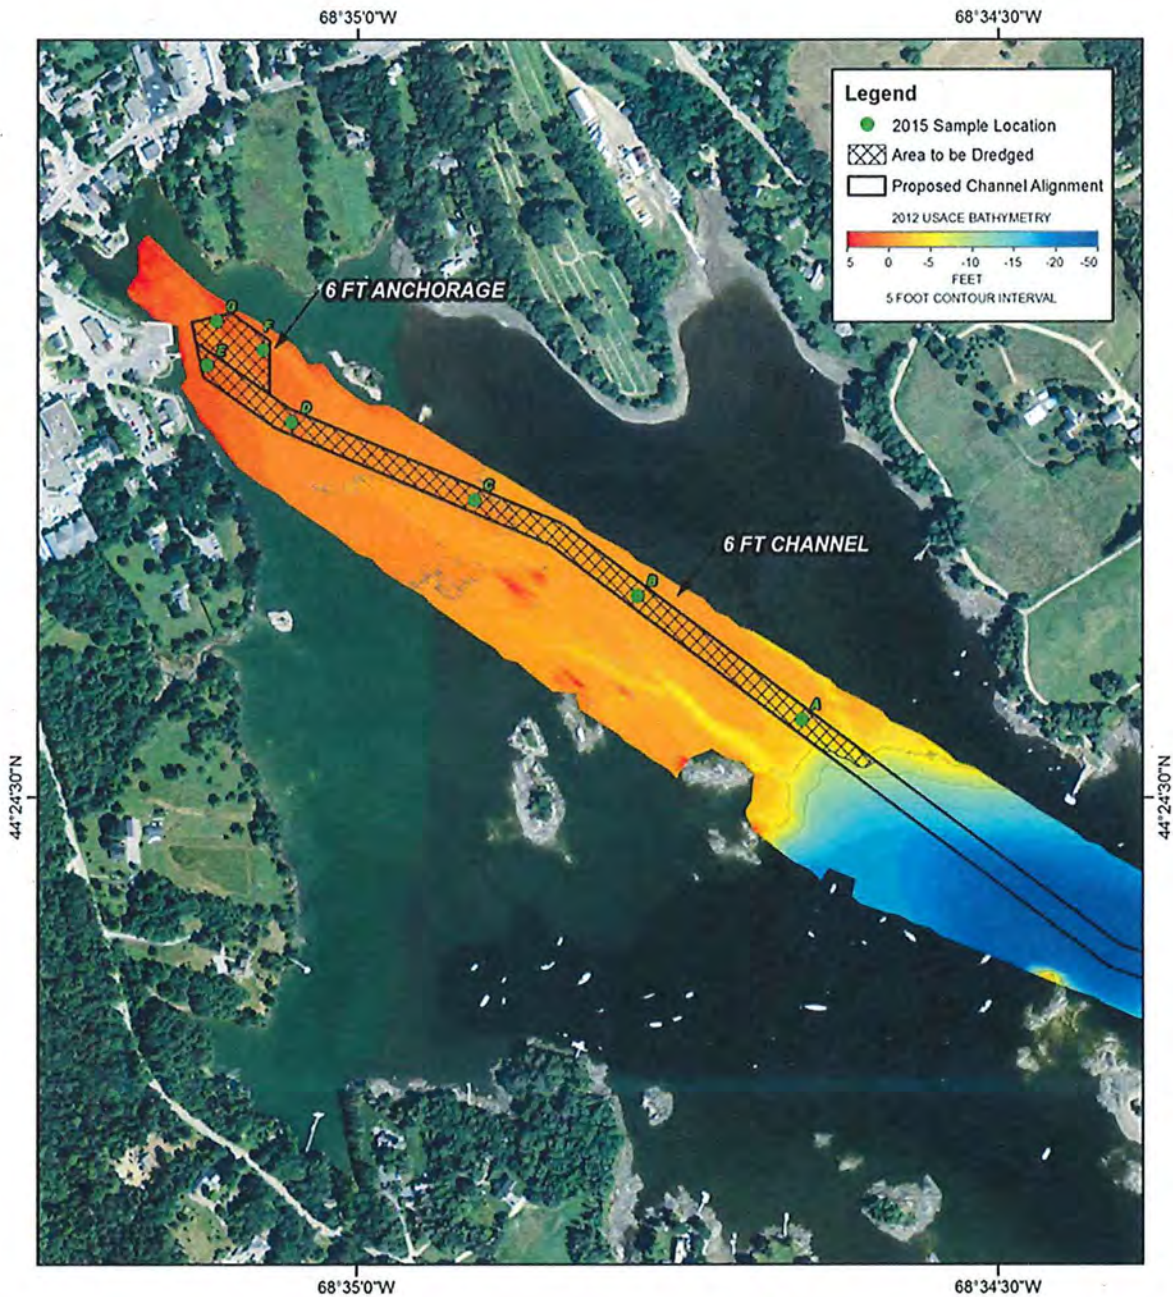 68°35'0"W
68°34'30"W
Legend
2015 Sample Location
Area to be Dredged
Proposed Channel Alignment
2012 USACE BATHYMETRY
5 0 -5 -10 -15 -20 -50
FEET
5 FOOT CONTOUR INTERVAL
6 FT ANCHORAGE
G
F
E
D
C
6 FT CHANNEL
B
A
44°24'30"N
44°24'30"N
68°35'0"W
68°34'30"W